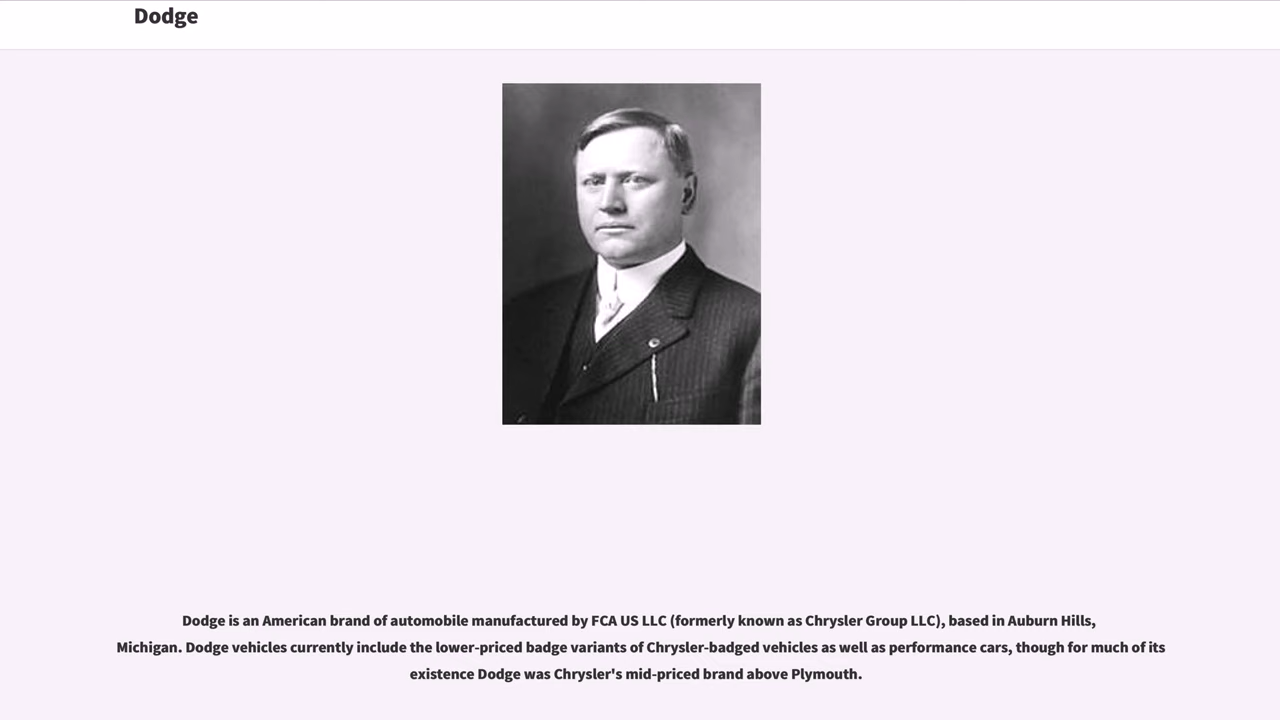 Dodge
Dodge is an American brand of automobile manufactured by FCA US LLC (formerly known as Chrysler Group LLC), based in Auburn Hills,
Michigan. Dodge vehicles currently include the lower-priced badge variants of Chrysler-badged vehicles as well as performance cars, though for much of its
existence Dodge was Chrysler's mid-priced brand above Plymouth.